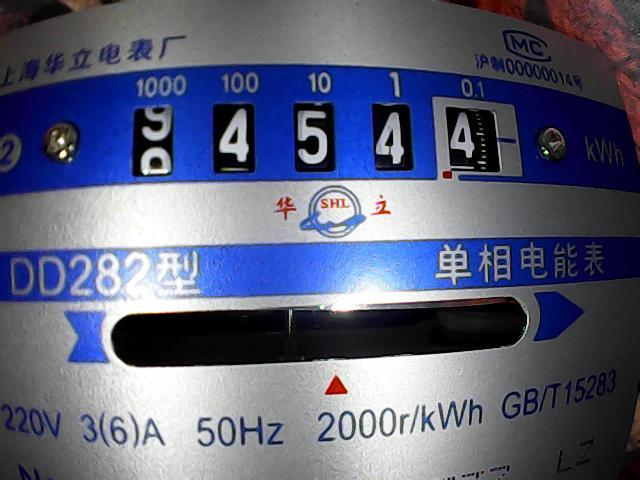 上海华立电表厂
MC
沪制00000014号
1000 100 10 1 0.1
2 4 5 4 4 kWh
华 SHL 立
DD282型 单相电能表
220V 3(6)A 50Hz 2000r/kWh GB/T15283